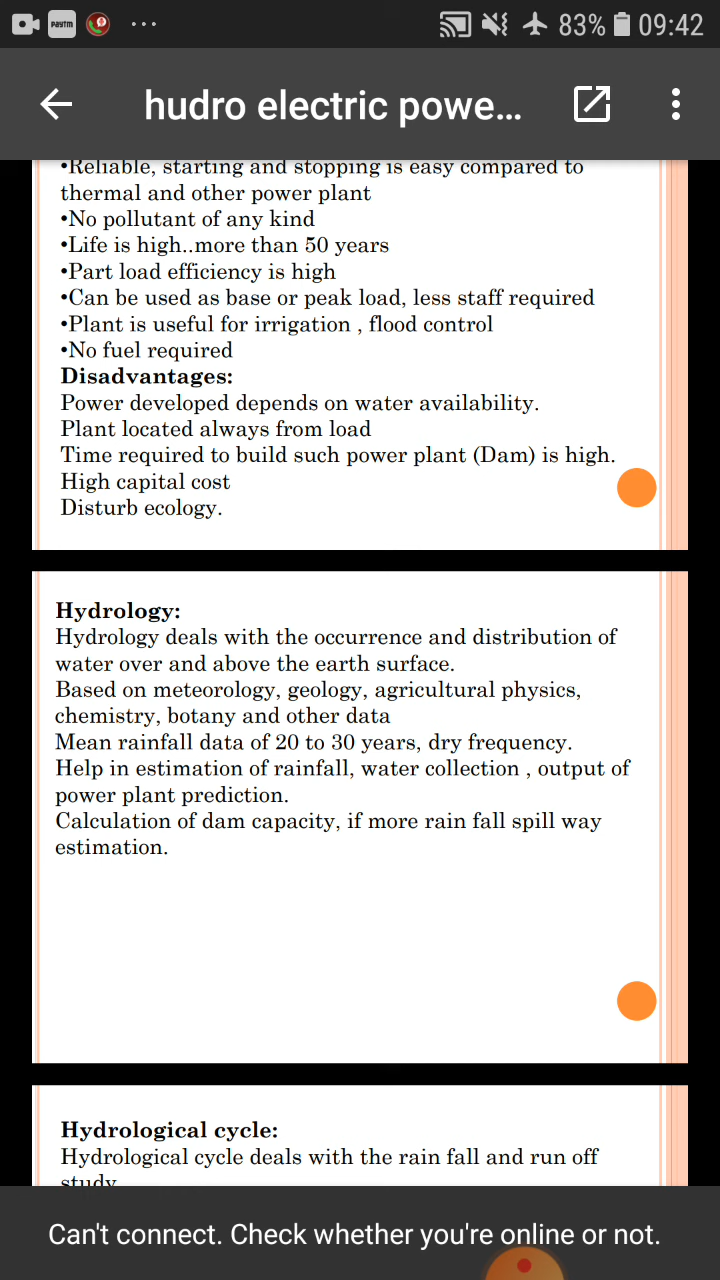 Paytm
83% 09:42
hudro electric powe...
•Reliable, starting and stopping is easy compared to
thermal and other power plant
•No pollutant of any kind
•Life is high..more than 50 years
•Part load efficiency is high
•Can be used as base or peak load, less staff required
•Plant is useful for irrigation , flood control
•No fuel required
Disadvantages:
Power developed depends on water availability.
Plant located always from load
Time required to build such power plant (Dam) is high.
High capital cost
Disturb ecology.
Hydrology:
Hydrology deals with the occurrence and distribution of
water over and above the earth surface.
Based on meteorology, geology, agricultural physics,
chemistry, botany and other data
Mean rainfall data of 20 to 30 years, dry frequency.
Help in estimation of rainfall, water collection , output of
power plant prediction.
Calculation of dam capacity, if more rain fall spill way
estimation.
Hydrological cycle:
Hydrological cycle deals with the rain fall and run off
study
Can't connect. Check whether you're online or not.